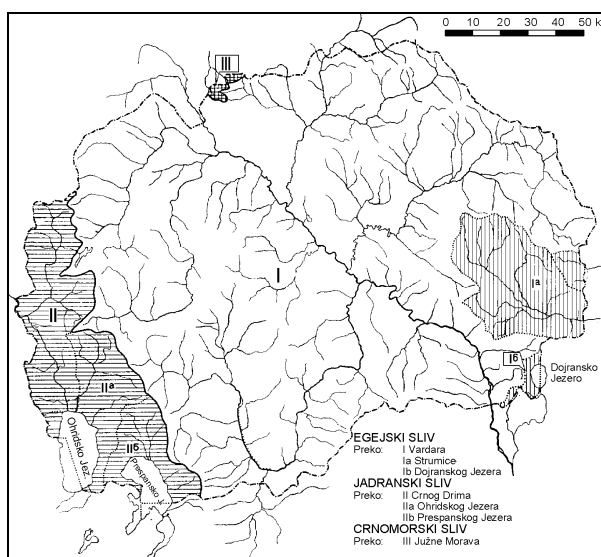 0 10 20 30 40 50 k
III
I
Iа
II
Iб
Dojransko
Jezero
IIа
IIб
Ohridsko Jez.
Prespansko
EGEJSKI SLIV
Preko: I Vardara
Ia Strumice
Ib Dojranskog Jezera
JADRANSKI SLIV
Preko: II Crnog Drima
IIa Ohridskog Jezera
IIb Prespanskog Jezera
CRNOMORSKI SLIV
Preko: III Južne Morava